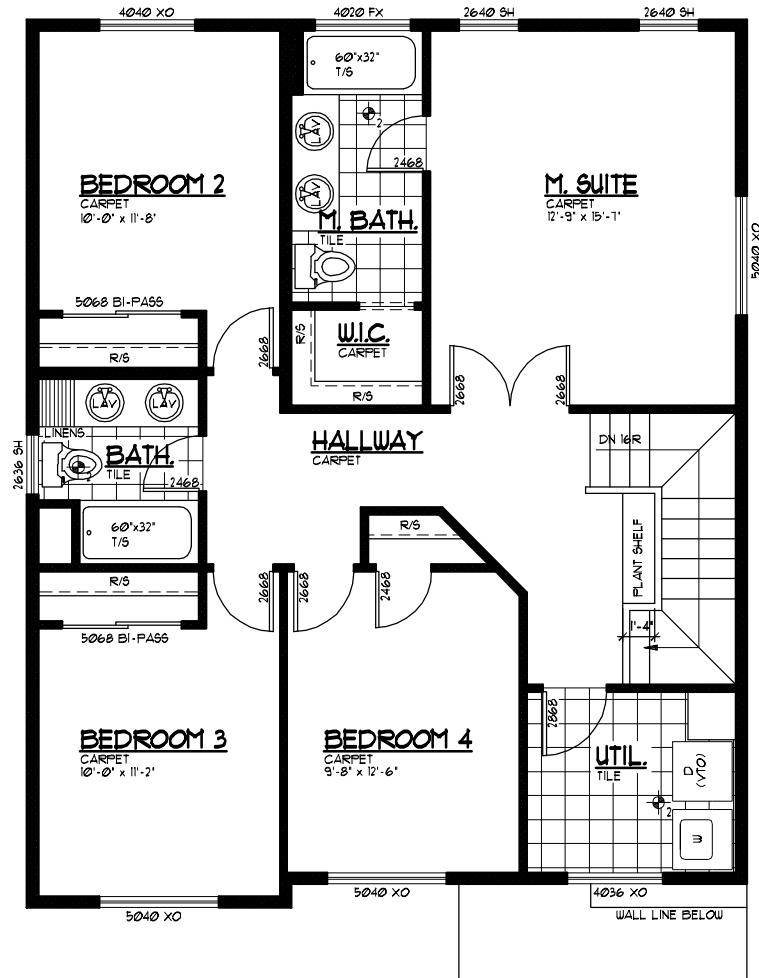 4040 XO
4020 FX
2640 SH
2640 SH
60"x32"
T/S
LAV
2
2468
LAV
BEDROOM 2
CARPET
10'-0" x 11'-8"
M. BATH.
TILE
M. SUITE
CARPET
12'-9" x 15'-7"
5040 XO
5068 BI-PASS
R/S
2668
R/S
W.I.C.
CARPET
R/S
2668
2668
LAV
LAV
LINENS
HALLWAY
CARPET
DN 16R
2636 SH
BATH.
TILE
2468
60"x32"
T/S
R/S
PLANT SHELF
R/S
2668
2668
2468
5068 BI-PASS
1'-4"
2868
BEDROOM 3
CARPET
10'-0" x 11'-2"
BEDROOM 4
CARPET
9'-8" x 12'-6"
UTIL.
TILE
D
(VTO)
2
W
5040 XO
5040 XO
4036 XO
WALL LINE BELOW